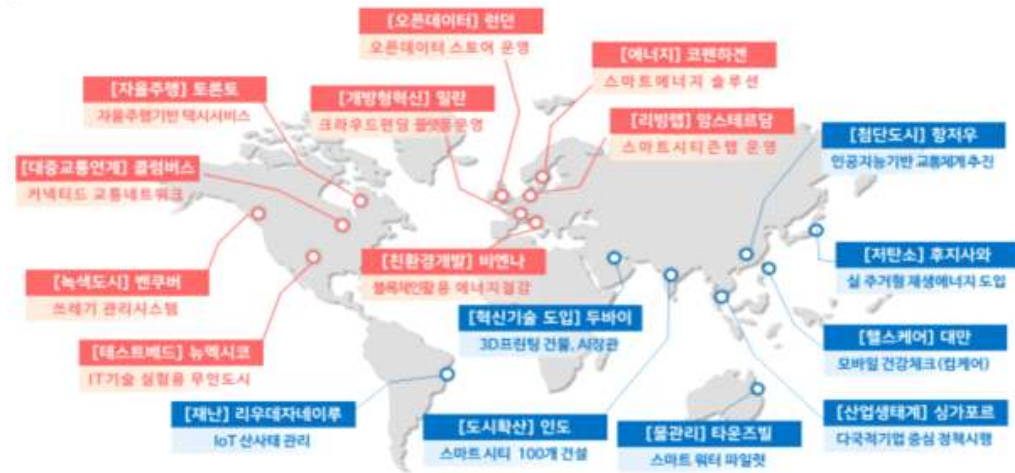 [오픈데이터] 런던
오픈데이터 스토어 운영
[에너지] 코펜하겐
스마트에너지 솔루션
[자율주행] 토론토
자율주행기반 택시서비스
[개방형혁신] 밀란
크라우드펀딩 플랫폼운영
[리빙랩] 암스테르담
스마트시티즌랩 운영
[첨단도시] 항저우
인공지능기반 교통체계 추진
[대중교통연계] 콜럼버스
커넥티드 교통네트워크
[저탄소] 후지사와
실 주거형 재생에너지 도입
[친환경개발] 비엔나
블록체인활용 에너지절감
[녹색도시] 벤쿠버
쓰레기 관리시스템
[혁신기술 도입] 두바이
3D프린팅 건물, AI장관
[헬스케어] 대만
모바일 건강체크(컴케어)
[테스트베드] 뉴멕시코
IT기술 실험용 무인도시
[재난] 리우데자네이루
IoT 산사태 관리
[도시확산] 인도
스마트 시티 100개 건설
[물관리] 타운즈빌
스마트 워터 파일럿
[산업생태계] 싱가포르
다국적기업 중심 정책시행